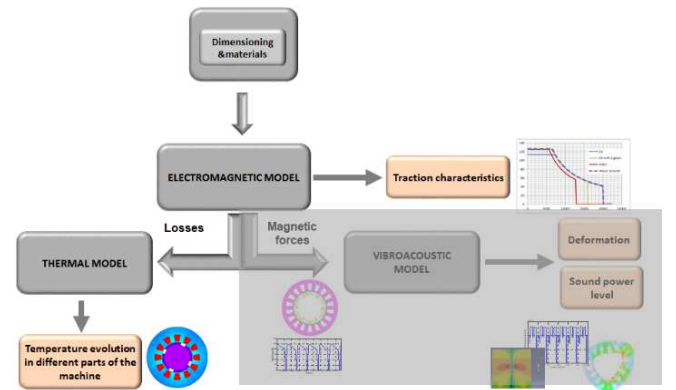 Dimensioning
&materials
ELECTROMAGNETIC MODEL
Traction characteristics
Losses
Magnetic
forces
THERMAL MODEL
VIBROACOUSTIC
MODEL
Deformation
Sound power
level
Temperature evolution
in different parts of the
machine